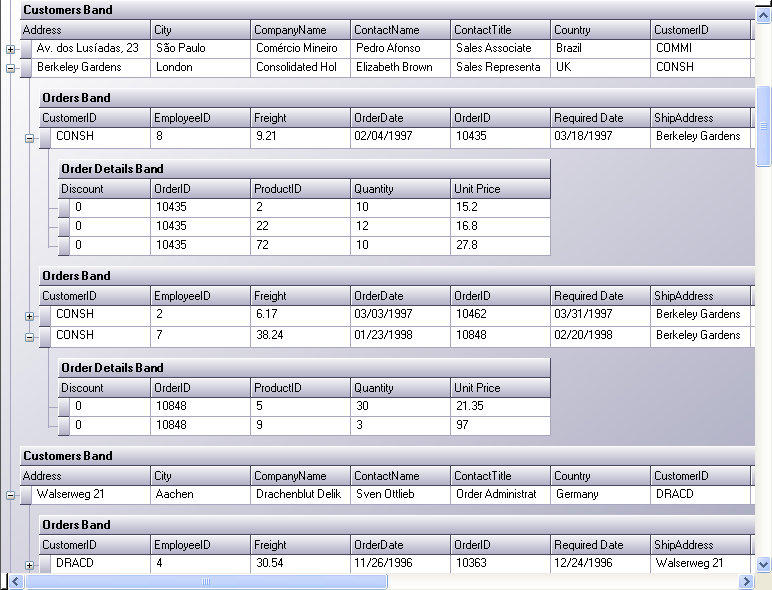 Customers Band
Address City CompanyName ContactName ContactTitle Country CustomerID
Av. dos Lusíadas, 23 São Paulo Comércio Mineiro Pedro Afonso Sales Associate Brazil COMMI
Berkeley Gardens London Consolidated Hol Elizabeth Brown Sales Representa UK CONSH
Orders Band
CustomerID EmployeeID Freight OrderDate OrderID Required Date ShipAddress
CONSH 8 9.21 02/04/1997 10435 03/18/1997 Berkeley Gardens
Order Details Band
Discount OrderID ProductID Quantity Unit Price
0 10435 2 10 15.2
0 10435 22 12 16.8
0 10435 72 10 27.8
Orders Band
CustomerID EmployeeID Freight OrderDate OrderID Required Date ShipAddress
CONSH 2 6.17 03/03/1997 10462 03/31/1997 Berkeley Gardens
CONSH 7 38.24 01/23/1998 10848 02/20/1998 Berkeley Gardens
Order Details Band
Discount OrderID ProductID Quantity Unit Price
0 10848 5 30 21.35
0 10848 9 3 97
Customers Band
Address City CompanyName ContactName ContactTitle Country CustomerID
Walserweg 21 Aachen Drachenblut Delik Sven Ottlieb Order Administrat Germany DRACD
Orders Band
CustomerID EmployeeID Freight OrderDate OrderID Required Date ShipAddress
DRACD 4 30.54 11/26/1996 10363 12/24/1996 Walserweg 21